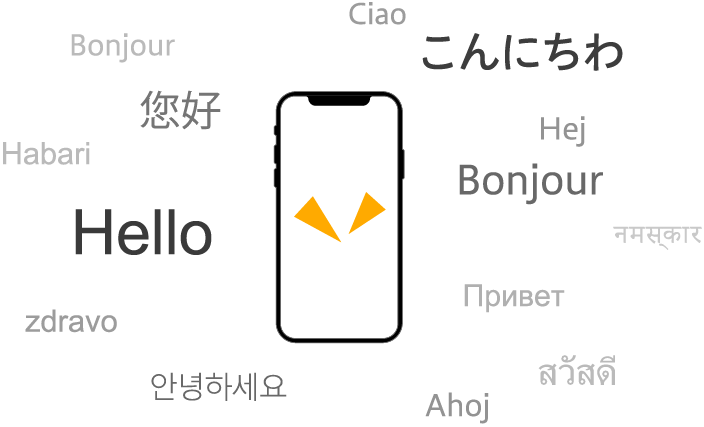 Ciao
Bonjour
こんにちわ
您好
Hej
Habari
Bonjour
Hello
नमस्कार
Привет
zdravo
สวัสดี
안녕하세요
Ahoj